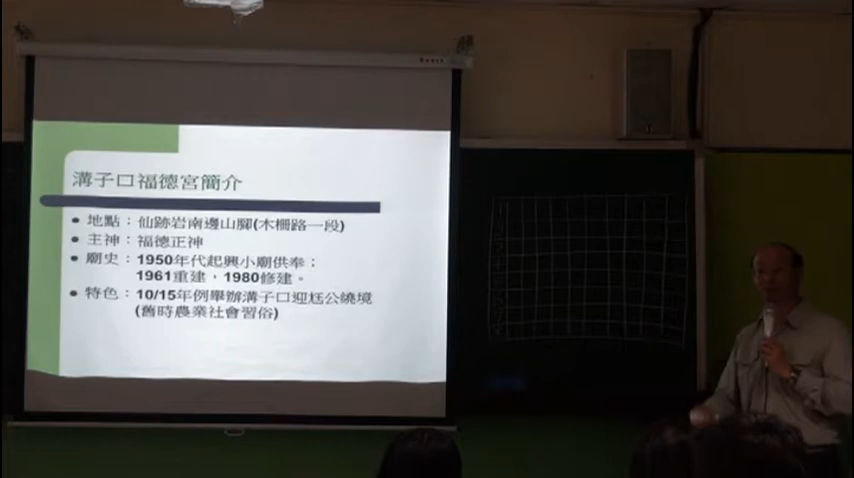 溝子口福德宮簡介
地點：仙跡岩南邊山腳(木柵路一段)
主神：福德正神
廟史：1950年代起興小廟供奉；
1961重建，1980修建。
特色：10/15年例舉辦溝子口迎尪公繞境
(舊時農業社會習俗)